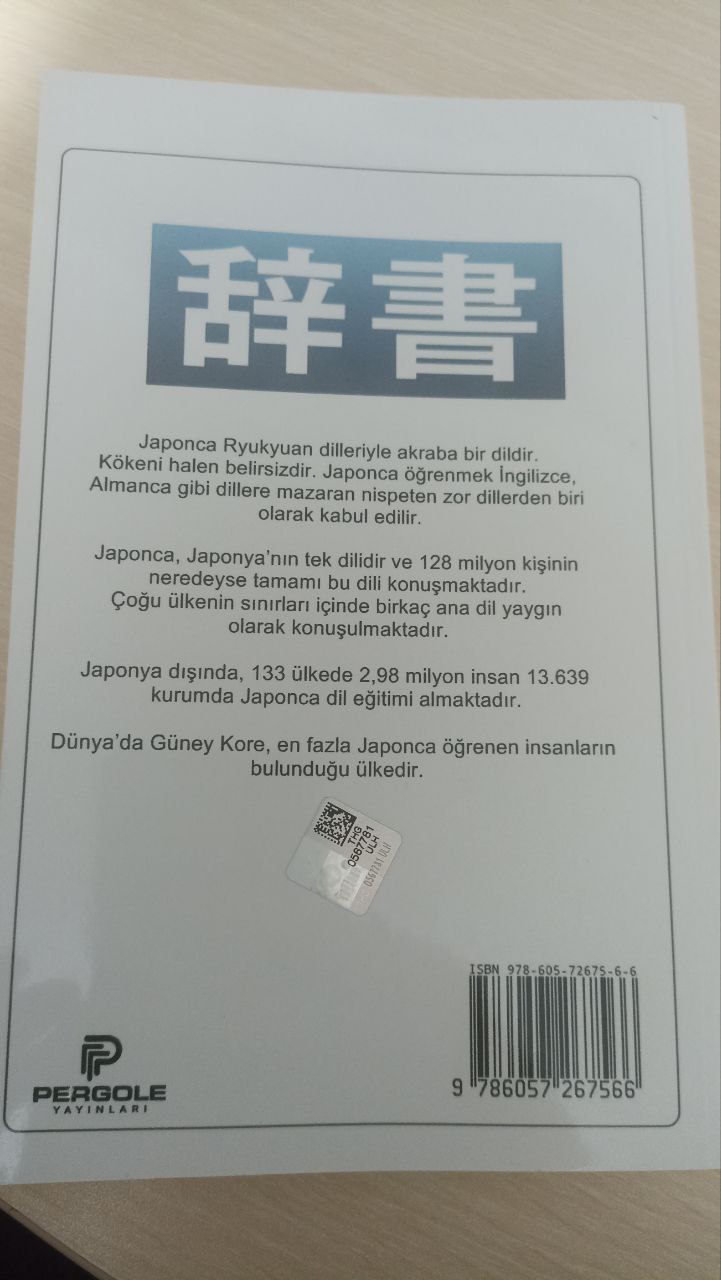 辞書
Japonca Ryukyuan dilleriyle akraba bir dildir.
Kökeni halen belirsizdir. Japonca öğrenmek İngilizce,
Almanca gibi dillere mazaran nispeten zor dillerden biri
olarak kabul edilir.
Japonca, Japonya'nın tek dilidir ve 128 milyon kişinin
neredeyse tamamı bu dili konuşmaktadır.
Çoğu ülkenin sınırları içinde birkaç ana dil yaygın
olarak konuşulmaktadır.
Japonya dışında, 133 ülkede 2,98 milyon insan 13.639
kurumda Japonca dil eğitimi almaktadır.
Dünya'da Güney Kore, en fazla Japonca öğrenen insanların
bulunduğu ülkedir.
THG
0567781
ULH
0567781 ULH
ISBN 978-605-72675-6-6
9 786057 267566
PERGOLE
YAYINLARI